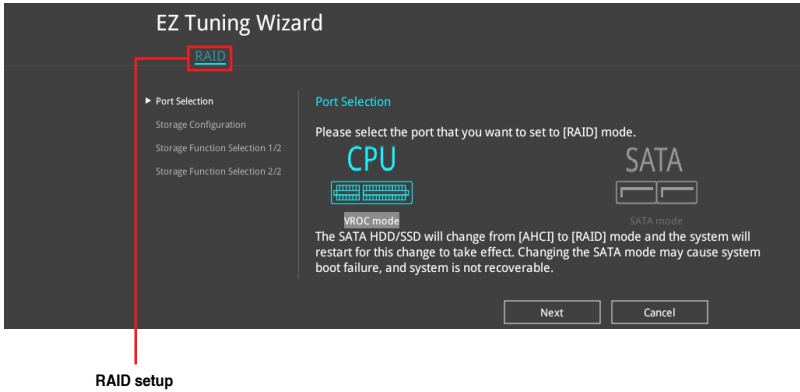 EZ Tuning Wizard
RAID
Port Selection
Storage Configuration
Storage Function Selection 1/2
Storage Function Selection 2/2
Port Selection
Please select the port that you want to set to [RAID] mode.
CPU
SATA
VROC mode
SATA mode
The SATA HDD/SSD will change from [AHCI] to [RAID] mode and the system will
restart for this change to take effect. Changing the SATA mode may cause system
boot failure, and system is not recoverable.
Next
Cancel
RAID setup